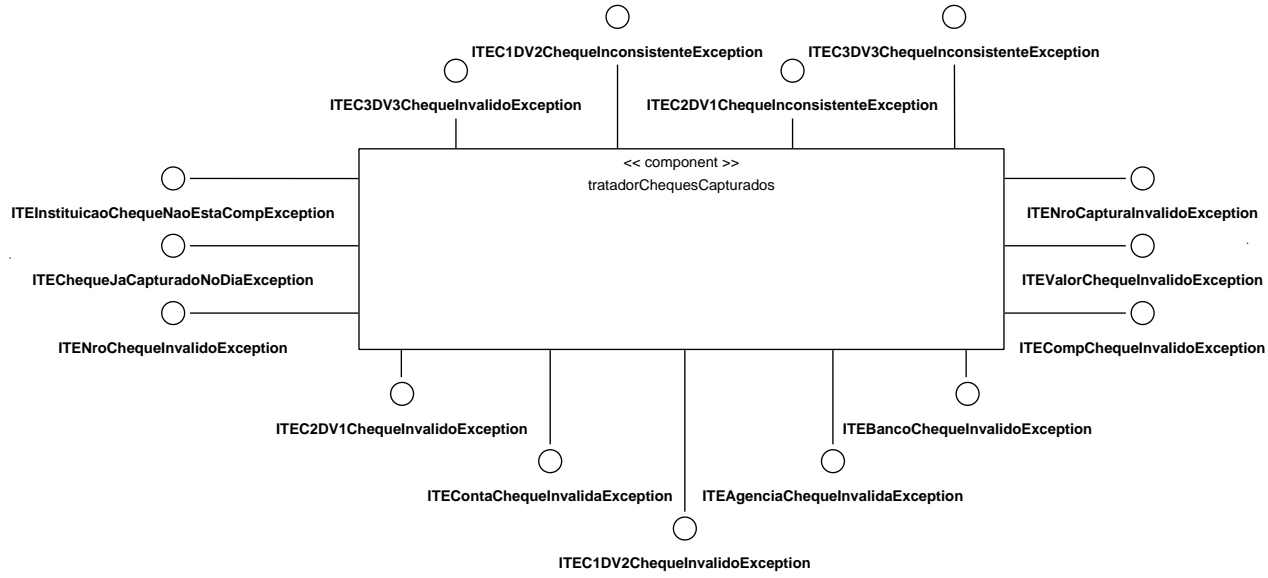 ITEC1DV2ChequeInconsistenteException
ITEC3DV3ChequeInconsistenteException
ITEC3DV3ChequeInvalidoException
ITEC2DV1ChequeInconsistenteException
<< component >>
tratadorChequesCapturados
ITEInstituicaoChequeNaoEstaCompException
ITENroCapturaInvalidoException
ITEChequeJaCapturadoNoDiaException
ITEValorChequeInvalidoException
ITENroChequeInvalidoException
ITECompChequeInvalidoException
ITEC2DV1ChequeInvalidoException
ITEBancoChequeInvalidoException
ITEContaChequeInvalidaException
ITEAgenciaChequeInvalidaException
ITEC1DV2ChequeInvalidoException